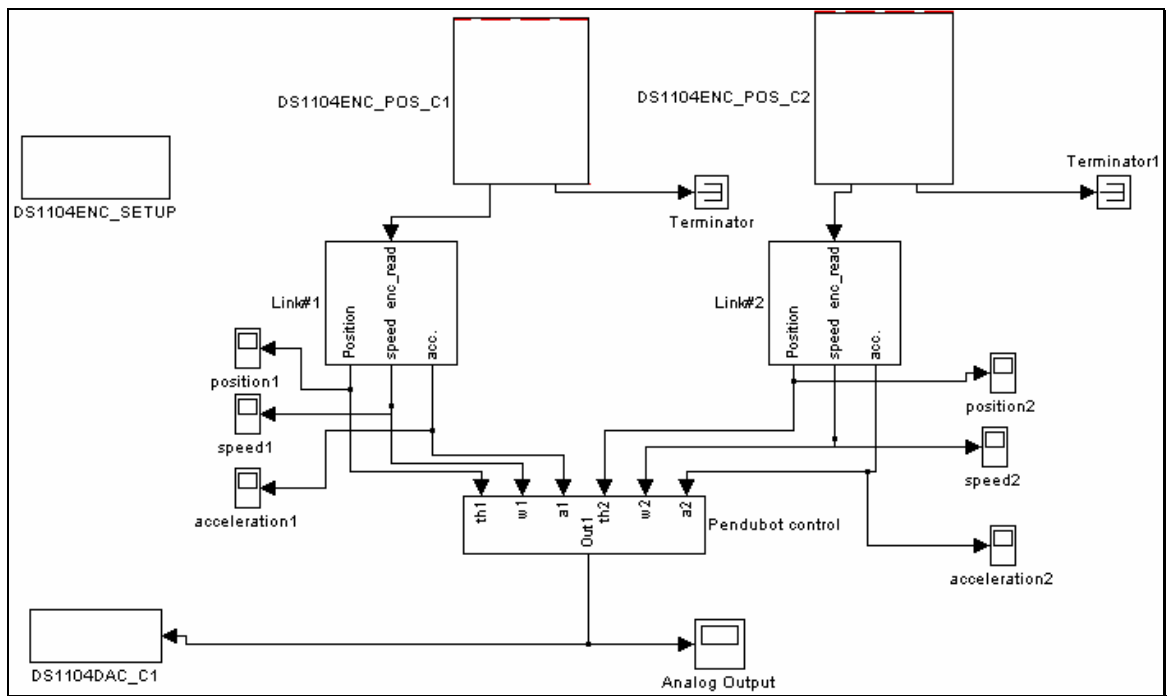 DS1104ENC_POS_C1
DS1104ENC_POS_C2
Terminator1
DS1104ENC_SETUP
Terminator
Link#1
enc_read
Position
speed
acc.
Link#2
enc_read
Position
speed
acc.
position1
position2
speed1
speed2
acceleration1
th1
w1
a1
th2
w2
a2
Out1
Pendubot control
acceleration2
DS1104DAC_C1
Analog Output